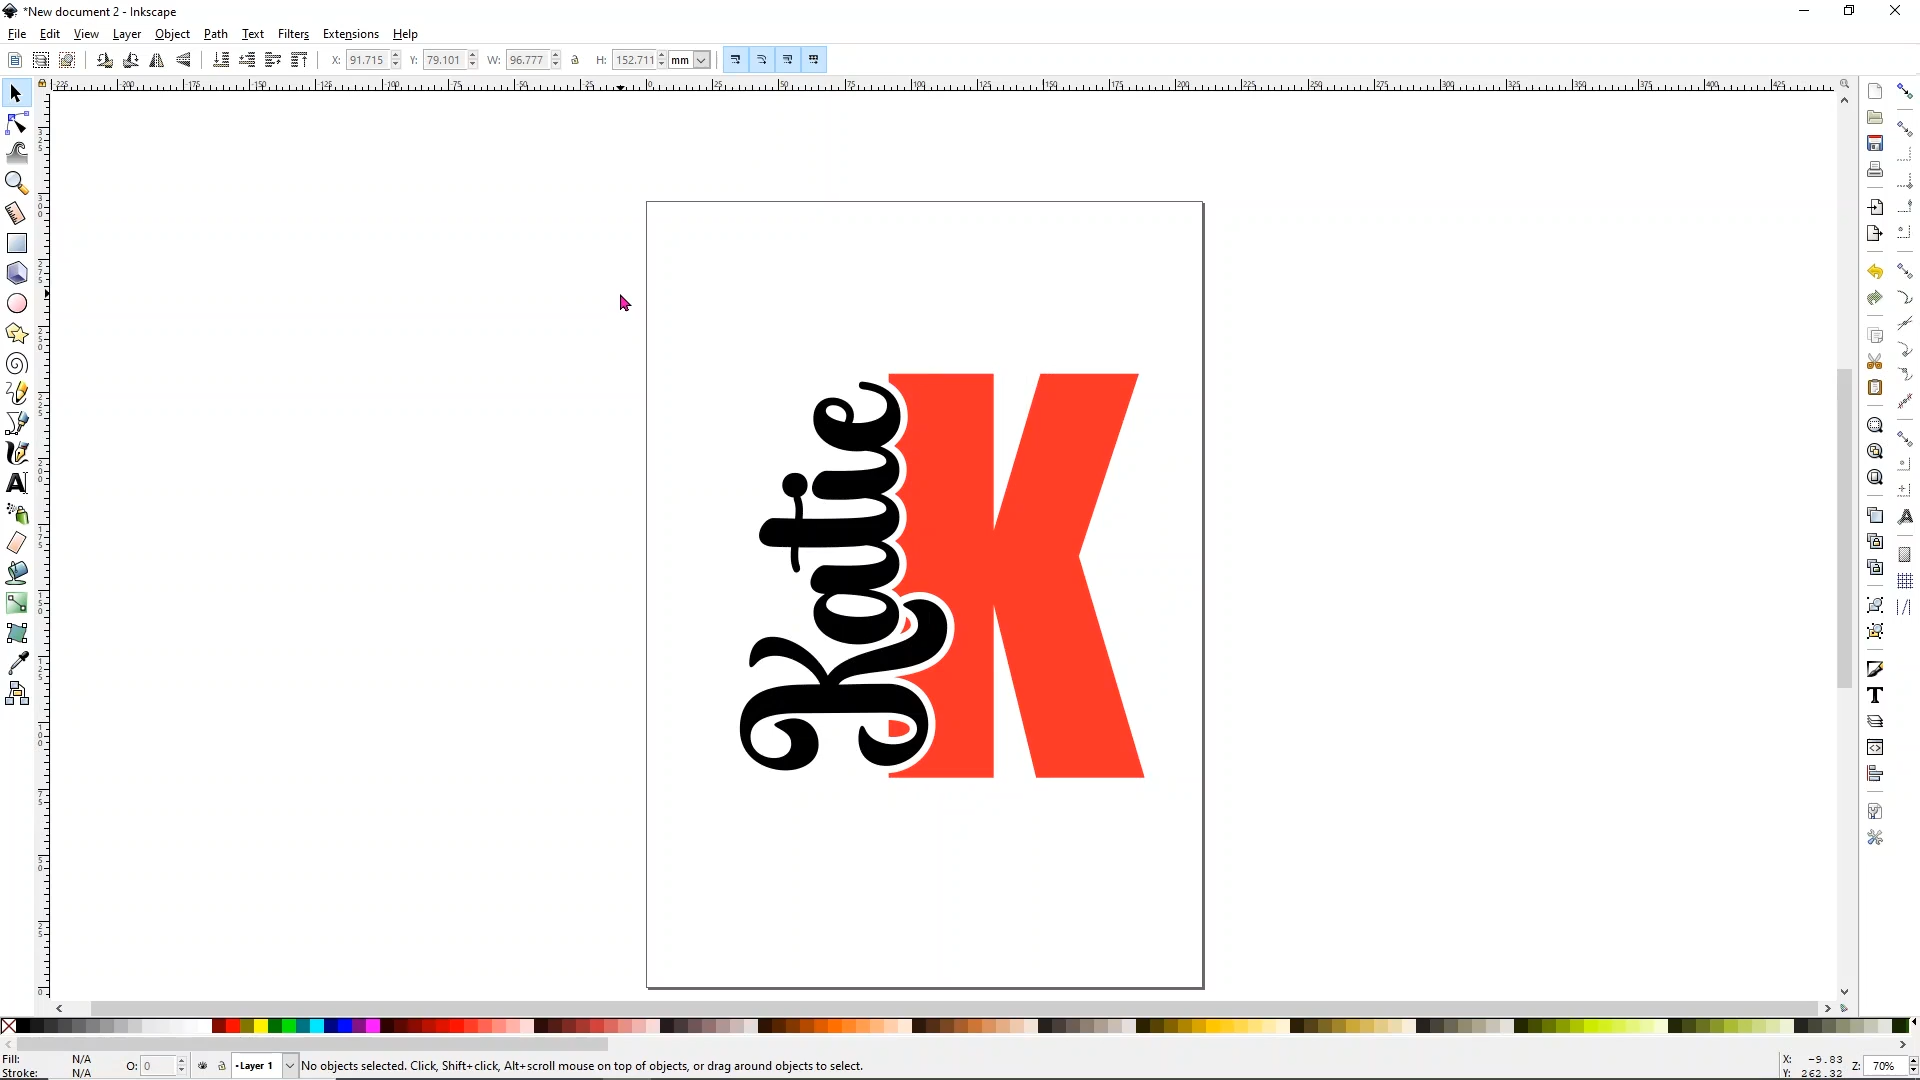 *New document 2 - Inkscape
File Edit View Layer Object Path Text Filters Extensions Help
X: 91.715 Y: 79.101 W: 96.777 H: 152.711 mm
Katie
K
Fill: N/A O: 0 -Layer 1 No objects selected. Click, Shift+click, Alt+scroll mouse on top of objects, or drag around objects to select. X: -9.83 Z: 70%
Stroke: N/A Y: 262.32